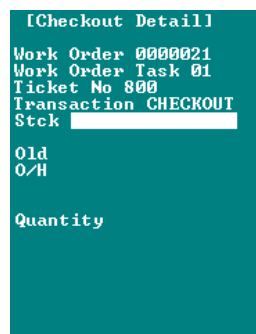 [Checkout Detail]
Work Order 0000021
Work Order Task 01
Ticket No 800
Transaction CHECKOUT
Stck
Old
O/H
Quantity